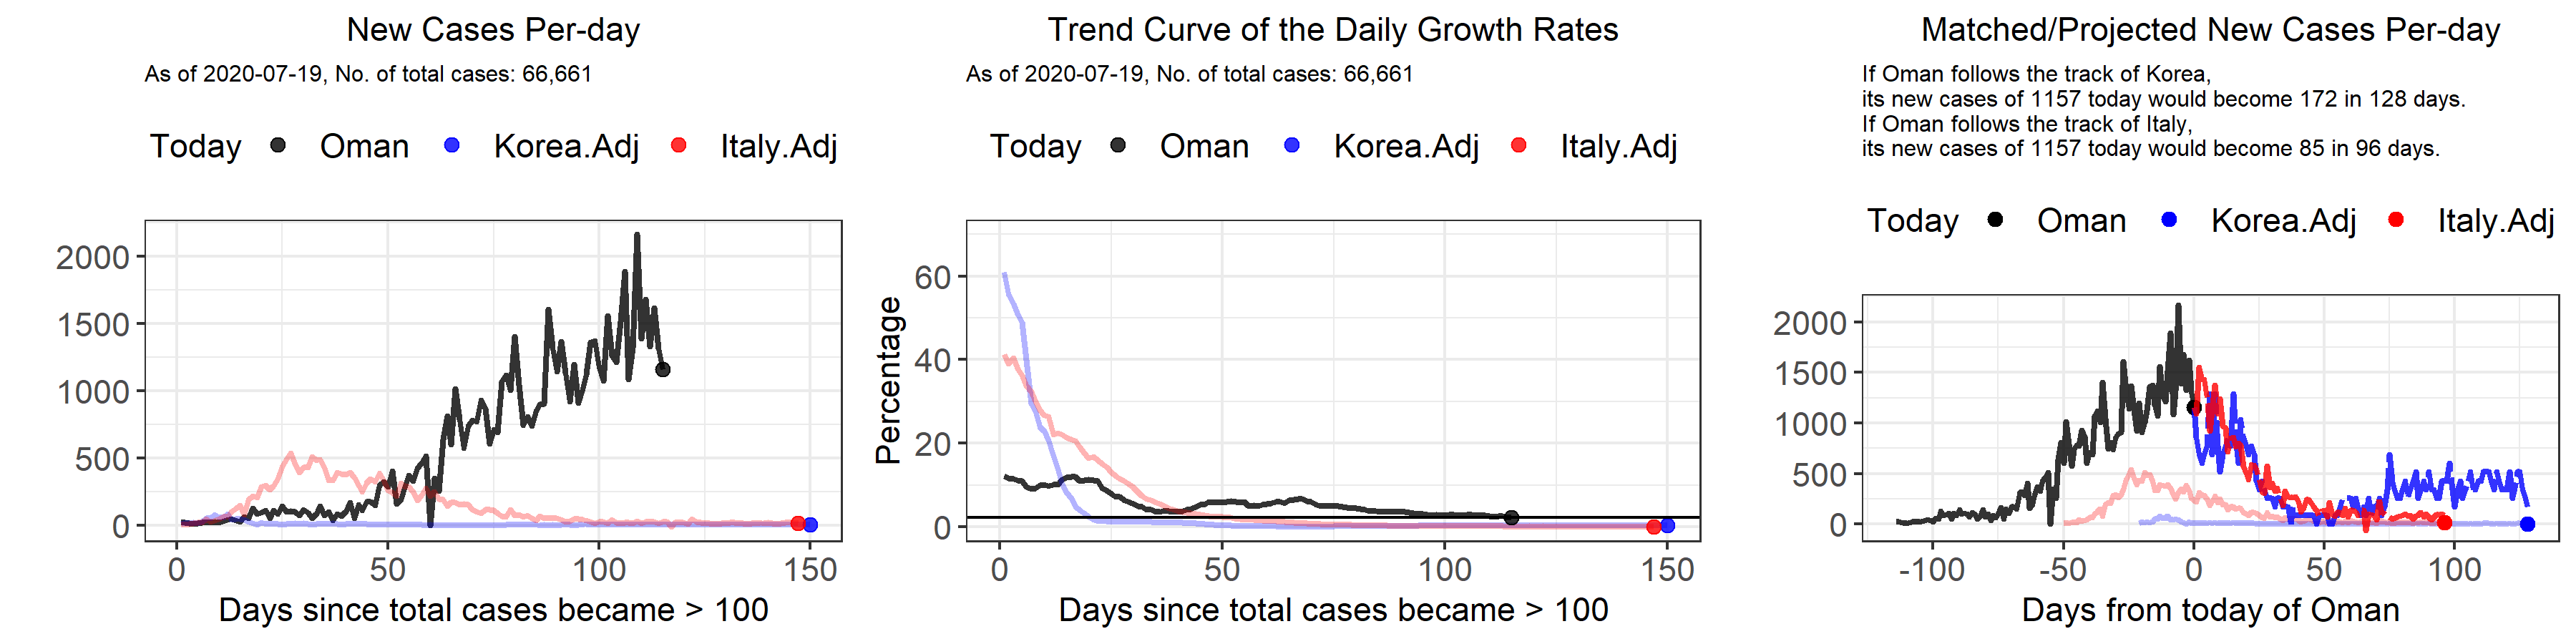 New Cases Per-day
As of 2020-07-19, No. of total cases: 66,661
Today Oman Korea.Adj Italy.Adj
2000
1500
1000
500
0
0 50 100 150
Days since total cases became > 100
Trend Curve of the Daily Growth Rates
As of 2020-07-19, No. of total cases: 66,661
Today Oman Korea.Adj Italy.Adj
Percentage
60
40
20
0
0 50 100 150
Days since total cases became > 100
Matched/Projected New Cases Per-day
If Oman follows the track of Korea,
its new cases of 1157 today would become 172 in 128 days.
If Oman follows the track of Italy,
its new cases of 1157 today would become 85 in 96 days.
Today Oman Korea.Adj Italy.Adj
2000
1500
1000
500
0
-100 -50 0 50 100
Days from today of Oman